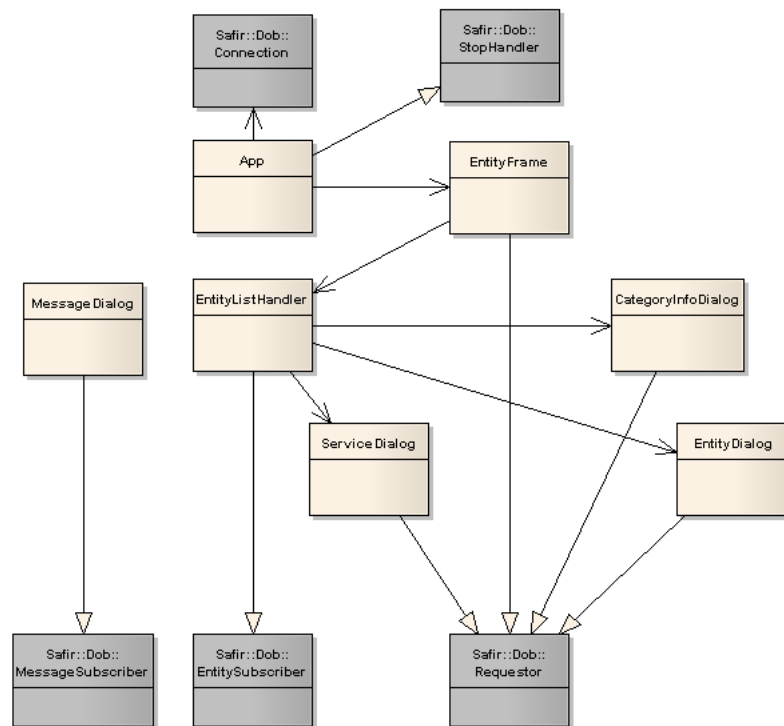 Safir::Dob::
Connection
Safir::Dob::
StopHandler
App
EntityFrame
MessageDialog
EntityListHandler
CategoryInfoDialog
ServiceDialog
EntityDialog
Safir::Dob::
MessageSubscriber
Safir::Dob::
EntitySubscriber
Safir::Dob::
Requestor